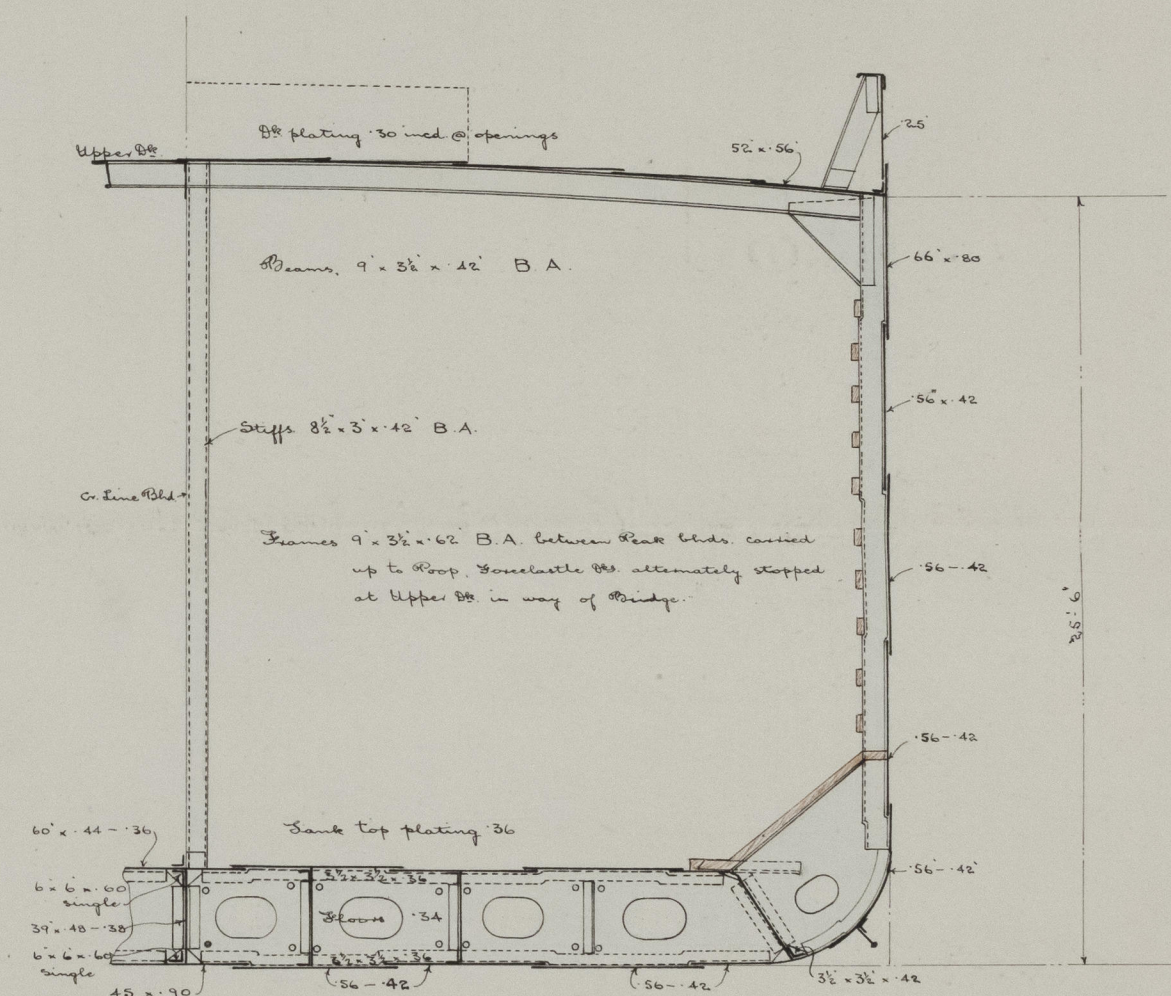 Dk plating ·30 incd @ openings
Upper Dk.
·25
52" x ·56"
Beams, 9" x 3½" x ·42" B.A.
66" x ·80
·56" x ·42
Stiffs. 8½" x 3" x ·42" B.A.
Cr. Line Blhd.
Frames 9" x 3½" x ·62" B.A. between Peak blhds. carried
up to Poop, Forecastle Dks. alternately stopped
at Upper Dk. in way of Bridge.
·56 – ·42
25'. 6"
·56 – ·42
60" x ·44 – ·36
Tank top plating ·36
·56" – ·42"
6" x 6" x ·60
single
3½" x 3½" x ·36
39" x ·48 – ·38
Floors ·34
6" x 6" x ·60
single
3½" x 3½" x ·36
45 x ·90
·56 – ·42
·56 – ·42
3½" x 3½" x ·42